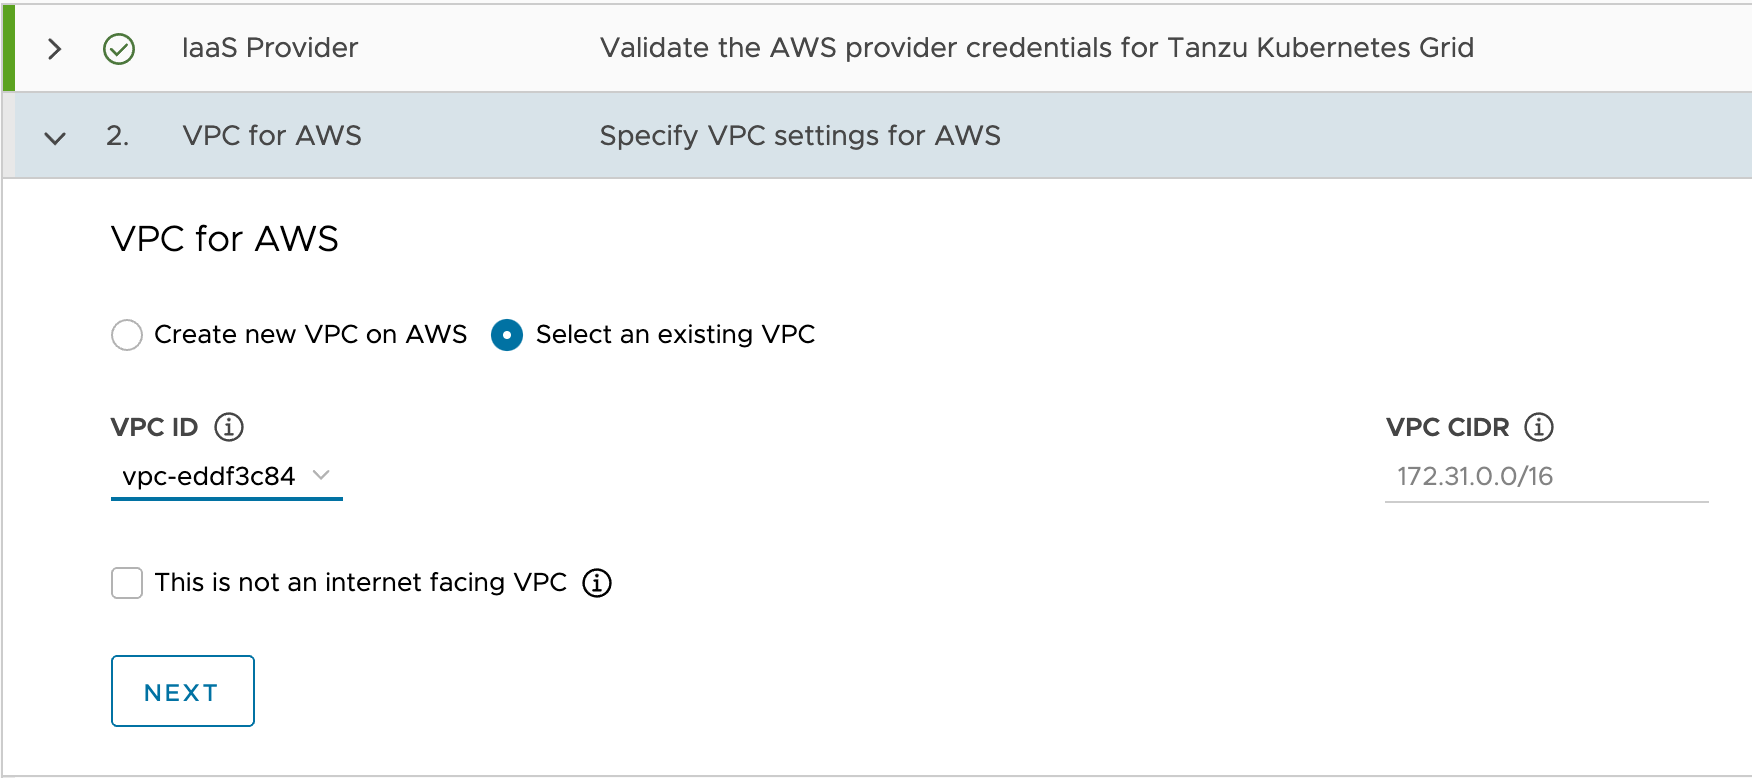 IaaS Provider Validate the AWS provider credentials for Tanzu Kubernetes Grid
2. VPC for AWS Specify VPC settings for AWS
VPC for AWS
Create new VPC on AWS Select an existing VPC
VPC ID VPC CIDR
vpc-eddf3c84 172.31.0.0/16
This is not an internet facing VPC
NEXT